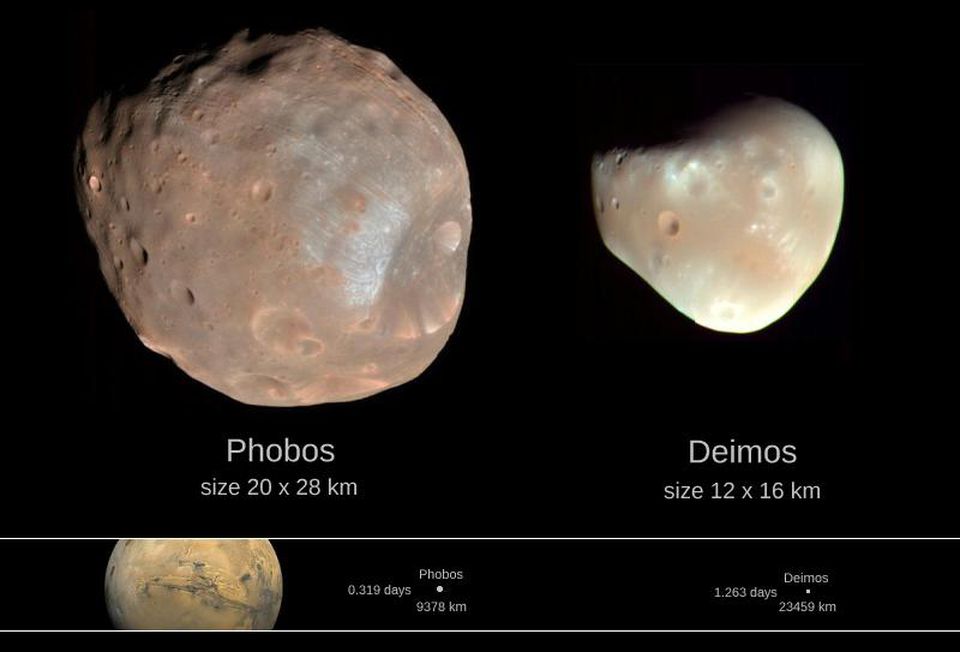 Phobos
size 20 x 28 km
Deimos
size 12 x 16 km
Phobos
0.319 days
9378 km
Deimos
1.263 days
23459 km